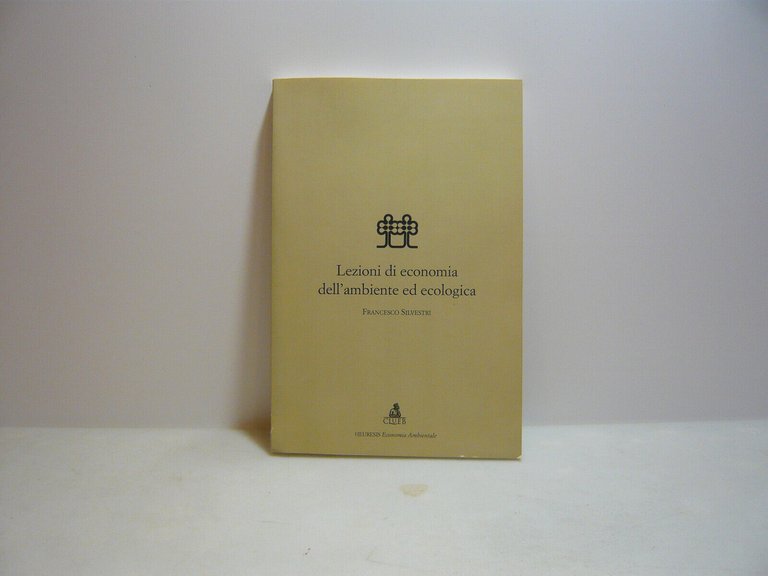 Lezioni di economia
dell'ambiente ed ecologica
FRANCESCO SILVESTRI
CLUEB
HEURESIS Economia Ambientale